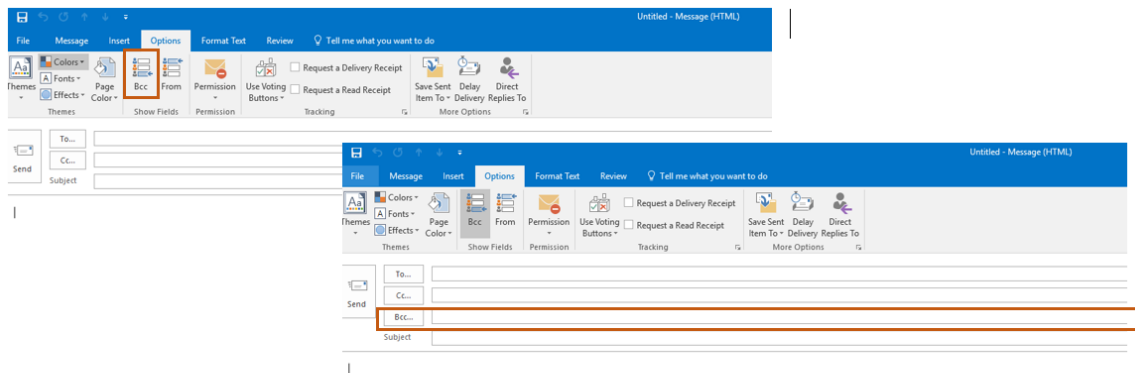 Untitled - Message (HTML)
File Message Insert Options Format Text Review Tell me what you want to do
Aa Colors Request a Delivery Receipt
A Fonts
Themes Effects Page Color Bcc From Permission Use Voting Buttons Request a Read Receipt Save Sent Item To Delay Delivery Direct Replies To
Themes Show Fields Permission Tracking More Options
To...
Cc...
Send
Subject
Untitled - Message (HTML)
File Message Insert Options Format Text Review Tell me what you want to do
Aa Colors Request a Delivery Receipt
A Fonts
hemes Effects Page Color Bcc From Permission Use Voting Buttons Request a Read Receipt Save Sent Item To Delay Delivery Direct Replies To
Themes Show Fields Permission Tracking More Options
To...
Cc...
Send
Bcc...
Subject